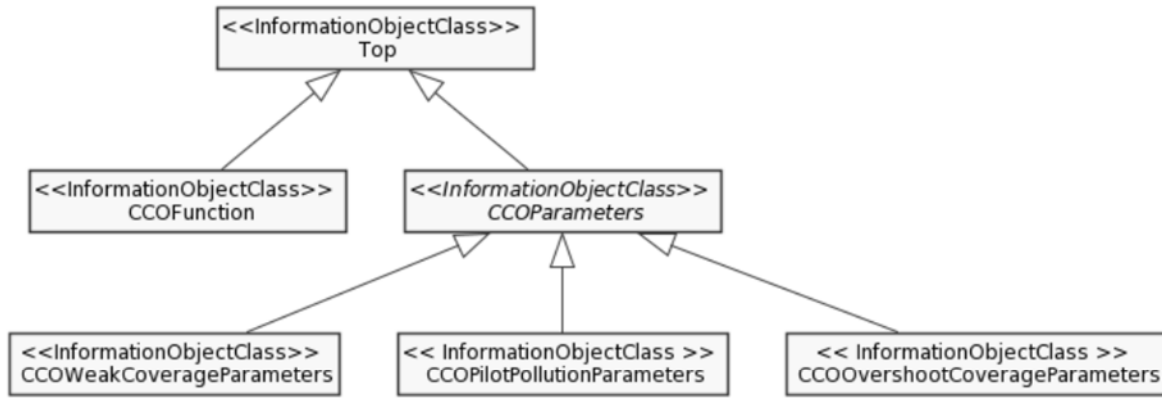 <<InformationObjectClass>>
Top
<<InformationObjectClass>>
CCOFunction
<<InformationObjectClass>>
CCOParameters
<<InformationObjectClass>>
CCOWeakCoverageParameters
<< InformationObjectClass >>
CCOPilotPollutionParameters
<< InformationObjectClass >>
CCOOvershootCoverageParameters